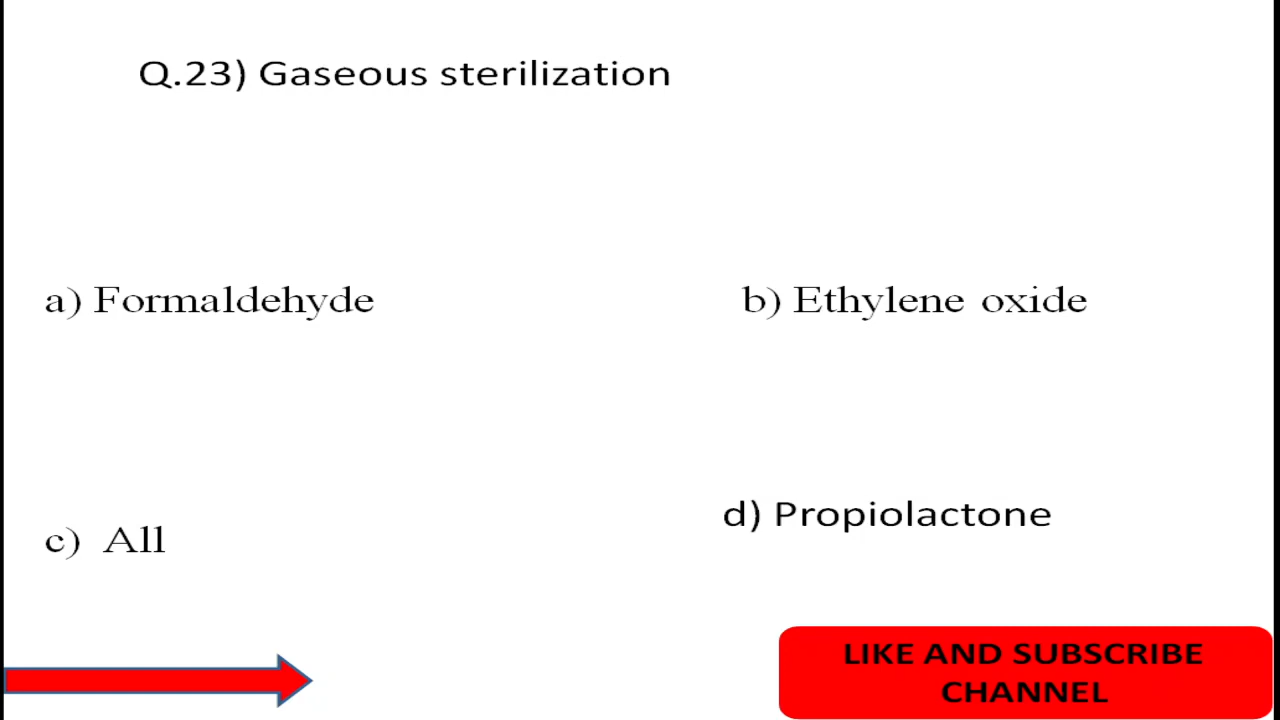 Q.23) Gaseous sterilization
a) Formaldehyde
b) Ethylene oxide
c) All
d) Propiolactone
LIKE AND SUBSCRIBE
CHANNEL